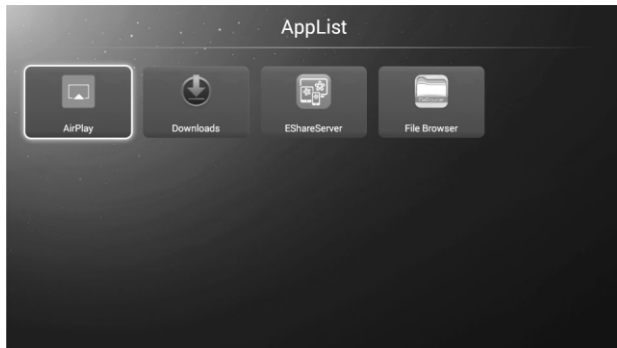 AppList
AirPlay
Downloads
EShareServer
File Browser